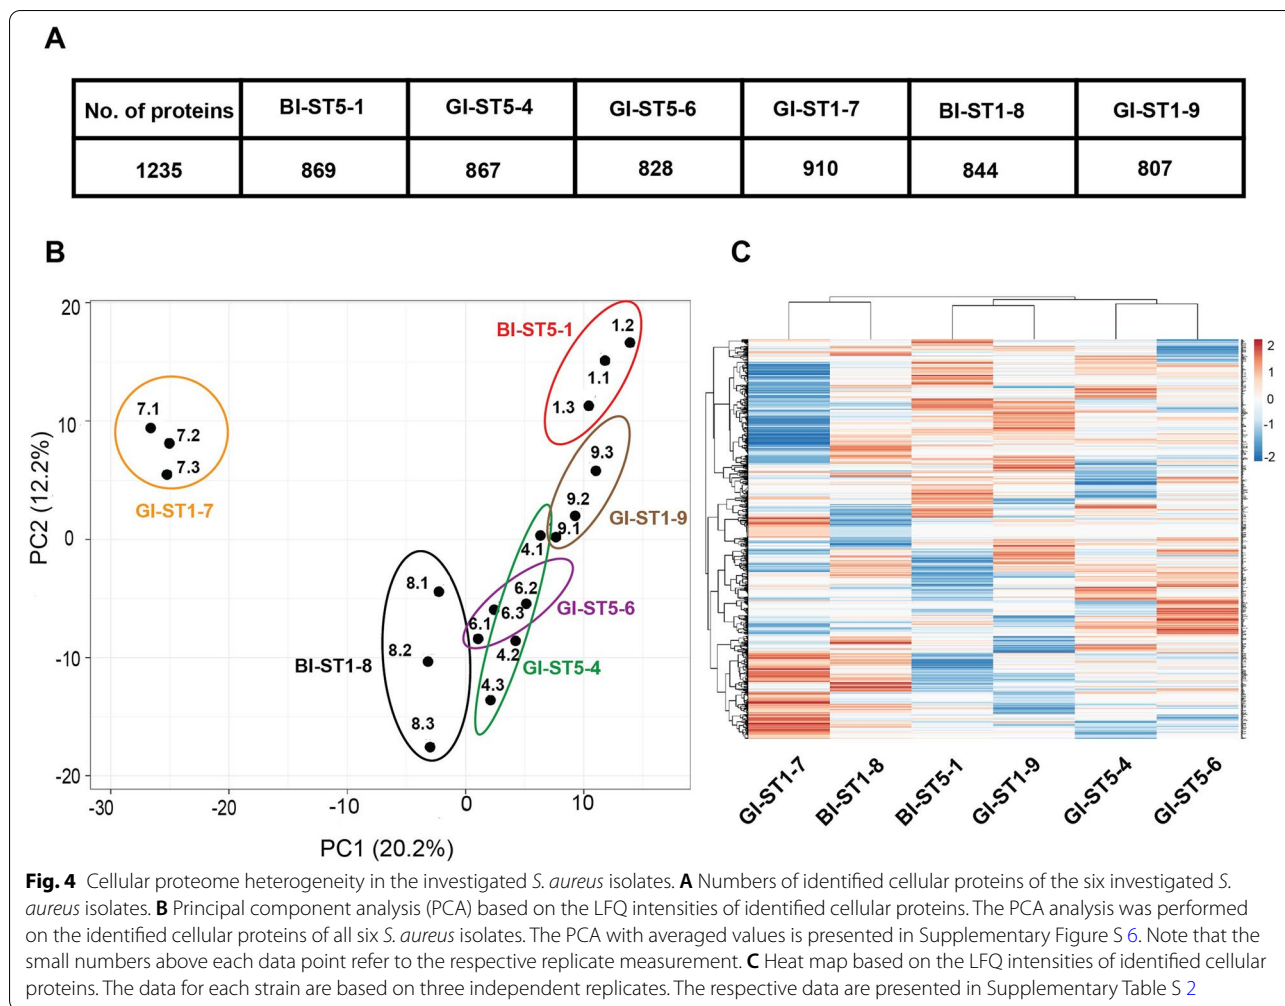 A
No. of proteins BI-ST5-1 GI-ST5-4 GI-ST5-6 GI-ST1-7 BI-ST1-8 GI-ST1-9
1235 869 867 828 910 844 807
B
20
10
0
-10
-20
-30 -20 -10 0 10
PC2 (12.2%)
PC1 (20.2%)
BI-ST5-1
1.2
1.1
1.3
7.1
7.2
7.3
GI-ST1-7
9.3
9.2
9.1
GI-ST1-9
4.1
6.2
6.3
6.1
GI-ST5-6
4.2
GI-ST5-4
4.3
8.1
8.2
BI-ST1-8
8.3
C
2
1
0
-1
-2
GI-ST1-7 BI-ST1-8 BI-ST5-1 GI-ST1-9 GI-ST5-4 GI-ST5-6
Fig. 4 Cellular proteome heterogeneity in the investigated S. aureus isolates. A Numbers of identified cellular proteins of the six investigated S.
aureus isolates. B Principal component analysis (PCA) based on the LFQ intensities of identified cellular proteins. The PCA analysis was performed
on the identified cellular proteins of all six S. aureus isolates. The PCA with averaged values is presented in Supplementary Figure S 6. Note that the
small numbers above each data point refer to the respective replicate measurement. C Heat map based on the LFQ intensities of identified cellular
proteins. The data for each strain are based on three independent replicates. The respective data are presented in Supplementary Table S 2